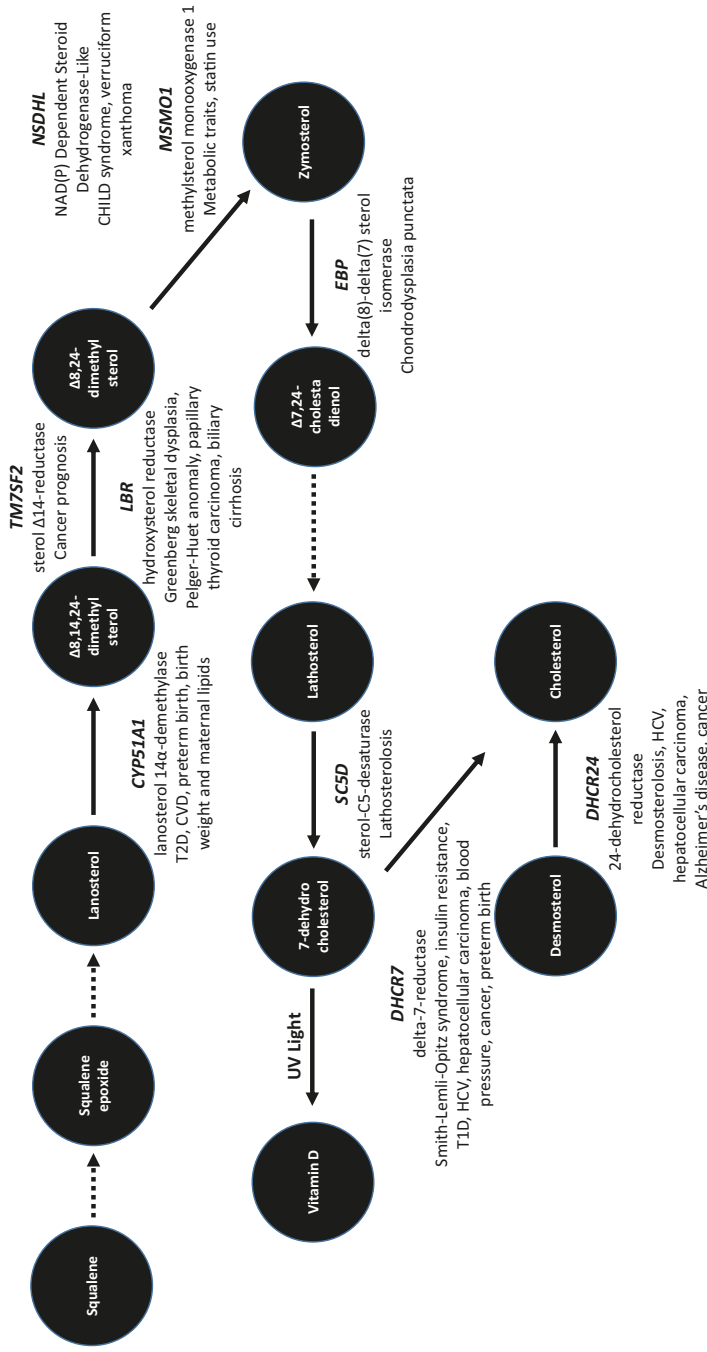 Squalene
Squalene
epoxide
Lanosterol
CYP51A1
lanosterol 14α-demethylase
T2D, CVD, preterm birth, birth
weight and maternal lipids
Δ8,14,24-
dimethyl
sterol
TM7SF2
sterol Δ14-reductase
Cancer prognosis
LBR
hydroxysterol reductase
Greenberg skeletal dysplasia,
Pelger-Huet anomaly, papillary
thyroid carcinoma, biliary
cirrhosis
Δ8,24-
dimethyl
sterol
NSDHL
NAD(P) Dependent Steroid
Dehydrogenase-Like
CHILD syndrome, verruciform
xanthoma
MSMO1
methylsterol monooxygenase 1
Metabolic traits, statin use
Zymosterol
EBP
delta(8)-delta(7) sterol
isomerase
Chondrodysplasia punctata
Δ7,24-
cholesta
dienol
Lathosterol
SC5D
sterol-C5-desaturase
Lathosterolosis
7-dehydro
cholesterol
UV Light
Vitamin D
DHCR7
delta-7-reductase
Smith-Lemli-Opitz syndrome, insulin resistance,
T1D, HCV, hepatocellular carcinoma, blood
pressure, cancer, preterm birth
Desmosterol
DHCR24
24-dehydrocholesterol
reductase
Desmosterolosis, HCV,
hepatocellular carcinoma,
Alzheimer's disease, cancer
Cholesterol